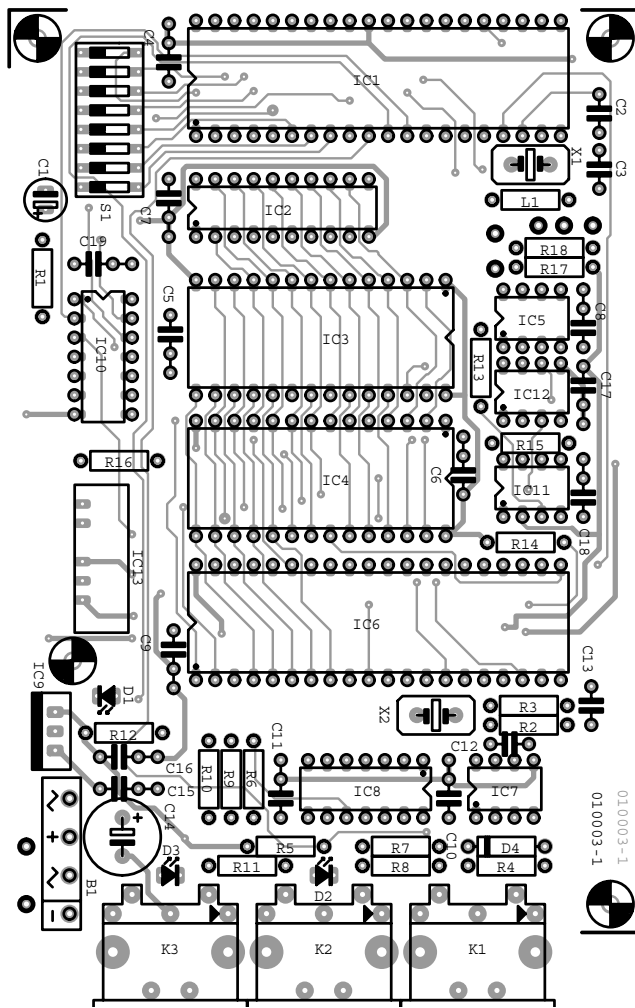 C4
IC1
C2
X1
C3
C1
S1
C7
IC2
L1
C19
R18
R17
R1
C5
IC3
IC5
C8
IC10
R13
IC12
C17
R16
IC4
C6
R15
IC11
C18
IC13
R14
IC6
C9
C13
IC9
D1
X2
R3
R2
R12
C11
C12
C16
C15
R10
R9
R6
IC8
IC7
C14
+
+
~
+
~
-
B1
D3
R5
R11
D2
R7
R8
C10
D4
R4
010003-1
010003-1
K3
K2
K1